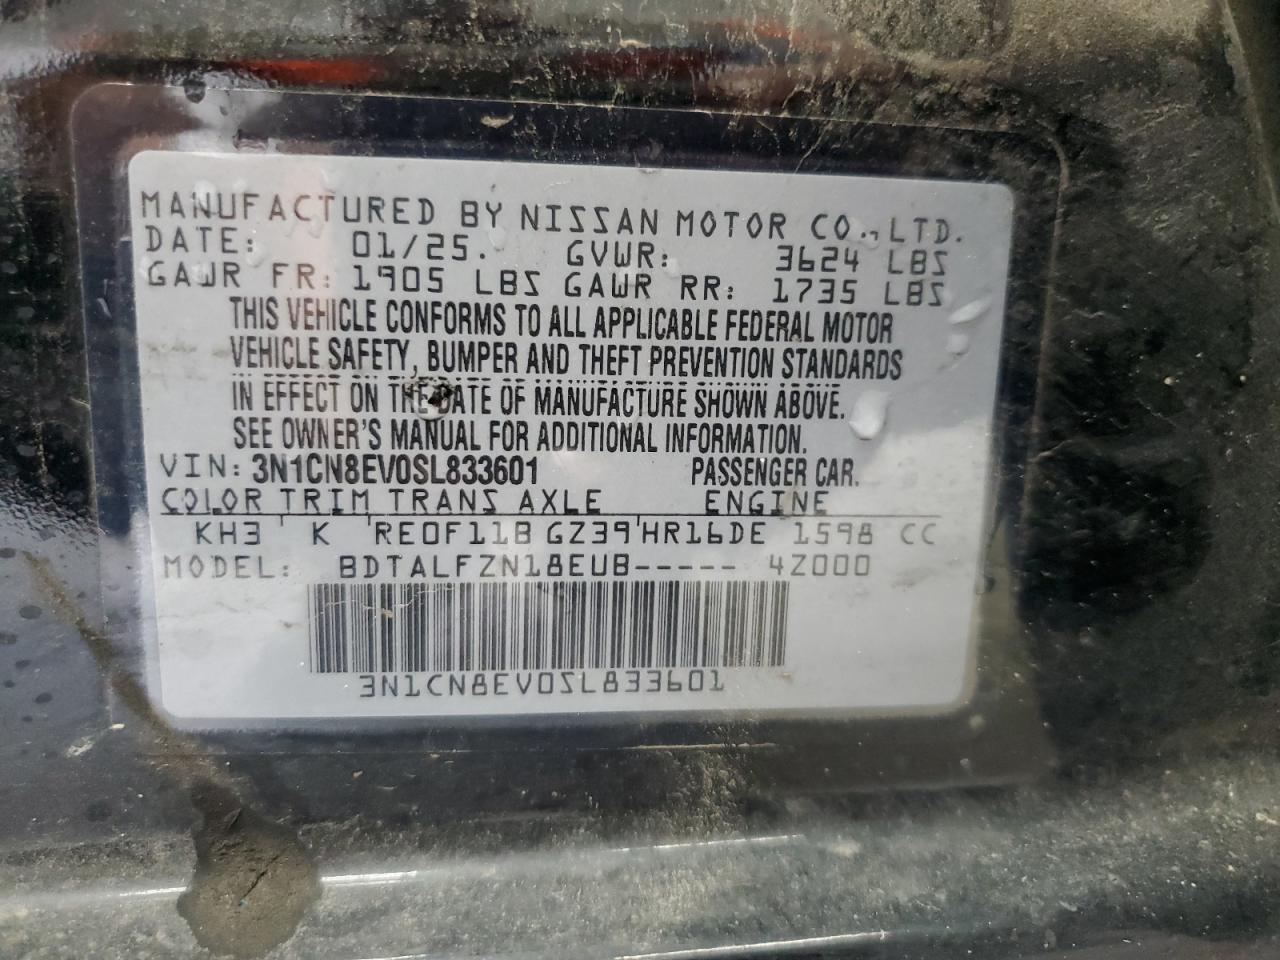 MANUFACTURED BY NISSAN MOTOR CO., LTD.
DATE: 01/25. GVWR: 3624 LBS
GAWR FR: 1905 LBS GAWR RR: 1735 LBS
THIS VEHICLE CONFORMS TO ALL APPLICABLE FEDERAL MOTOR
VEHICLE SAFETY, BUMPER AND THEFT PREVENTION STANDARDS
IN EFFECT ON THE DATE OF MANUFACTURE SHOWN ABOVE.
SEE OWNER'S MANUAL FOR ADDITIONAL INFORMATION.
VIN: 3N1CN8EV0SL833601 PASSENGER CAR.
COLOR TRIM TRANS AXLE ENGINE
KH3 ' K ' RE0F11B GZ39 ' HR16DE 1598 CC
MODEL: BDTALFZN18EUB----- 4Z000
3N1CN8EV0SL833601